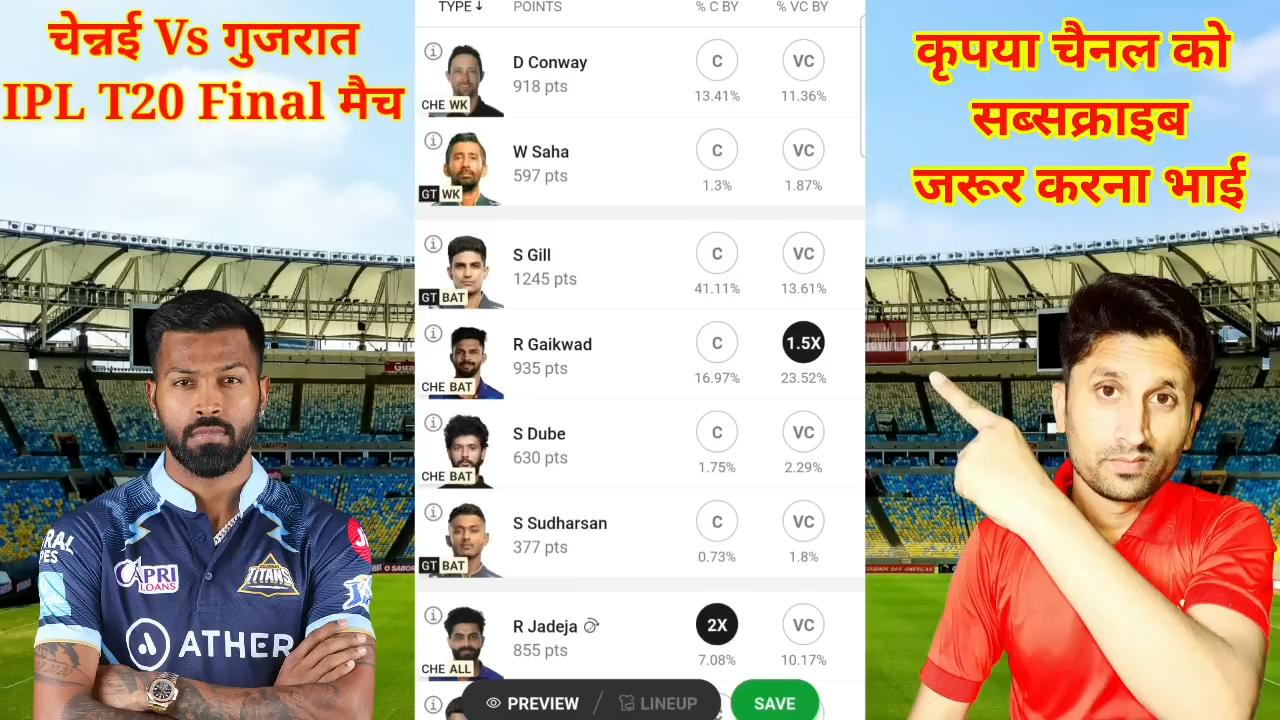 चेन्नई Vs गुजरात
IPL T20 Final मैच
TYPE↓ POINTS % C BY % VC BY
D Conway
918 pts
C VC
13.41% 11.36%
CHE WK
W Saha
597 pts
C VC
1.3% 1.87%
GT WK
S Gill
1245 pts
C VC
41.11% 13.61%
GT BAT
R Gaikwad
935 pts
C 1.5X
16.97% 23.52%
CHE BAT
S Dube
630 pts
C VC
1.75% 2.29%
CHE BAT
S Sudharsan
377 pts
C VC
0.73% 1.8%
GT BAT
R Jadeja
855 pts
2X VC
7.08% 10.17%
CHE ALL
PREVIEW / LINEUP SAVE
कृपया चैनल को
सब्सक्राइब
जरूर करना भाई
CAPRI
LOANS
TITANS
ATHER